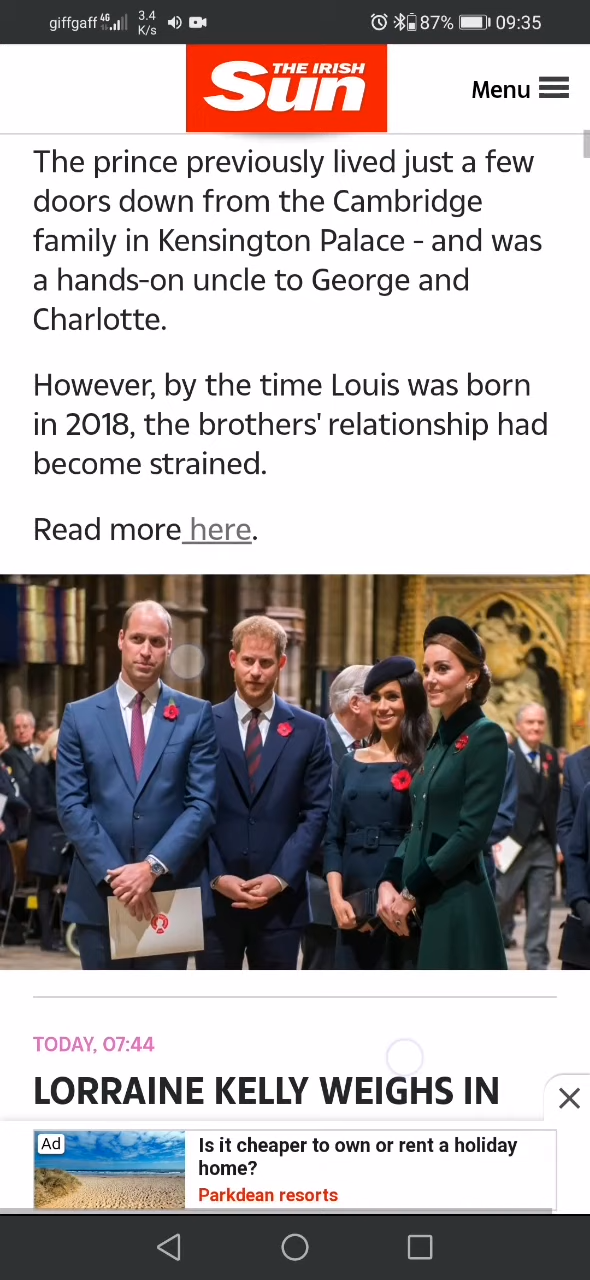 giffgaff 4G 3.4 K/s 87% 09:35
THE IRISH
Sun
Menu
The prince previously lived just a few
doors down from the Cambridge
family in Kensington Palace - and was
a hands-on uncle to George and
Charlotte.
However, by the time Louis was born
in 2018, the brothers' relationship had
become strained.
Read more here.
TODAY, 07:44
LORRAINE KELLY WEIGHS IN
Ad
Is it cheaper to own or rent a holiday
home?
Parkdean resorts